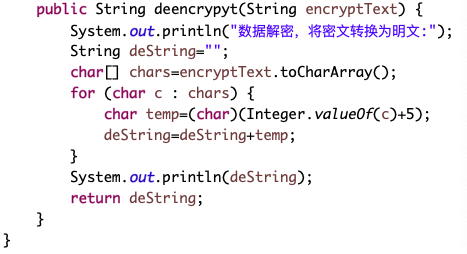 public String deencrypyt(String encryptText) {
System.out.println("数据解密，将密文转换为明文:");
String deString="";
char[] chars=encryptText.toCharArray();
for (char c : chars) {
char temp=(char)(Integer.valueOf(c)+5);
deString=deString+temp;
}
System.out.println(deString);
return deString;
}
}